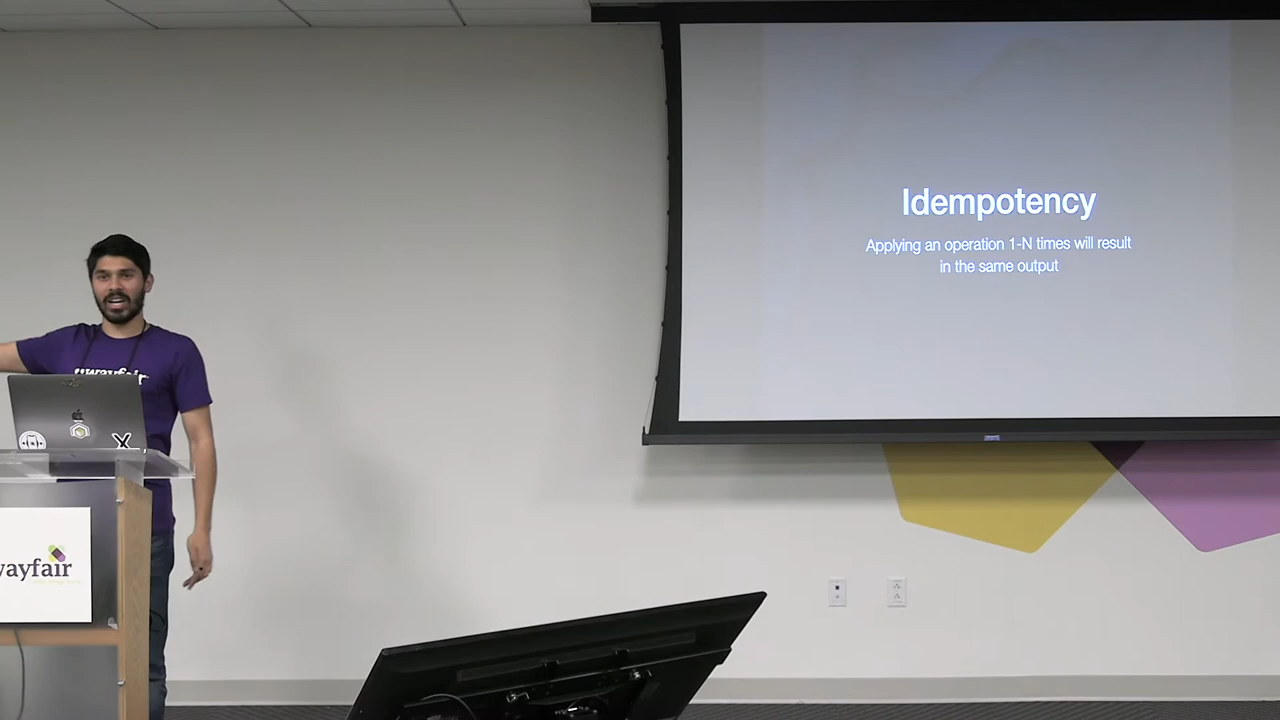 Idempotency
Applying an operation 1-N times will result
in the same output
wayfair
wayfair